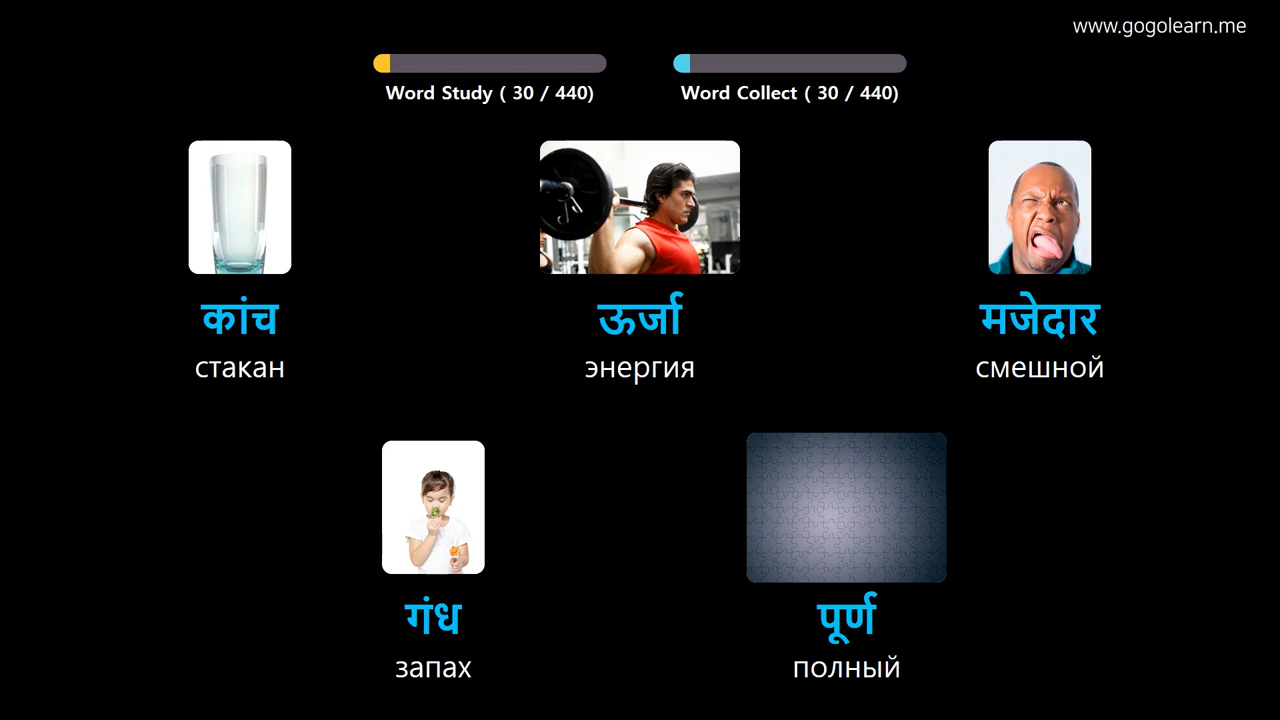 www.gogolearn.me
Word Study ( 30 / 440)
Word Collect ( 30 / 440)
कांच
стакан
ऊर्जा
энергия
मजेदार
смешной
गंध
запах
पूर्ण
полный